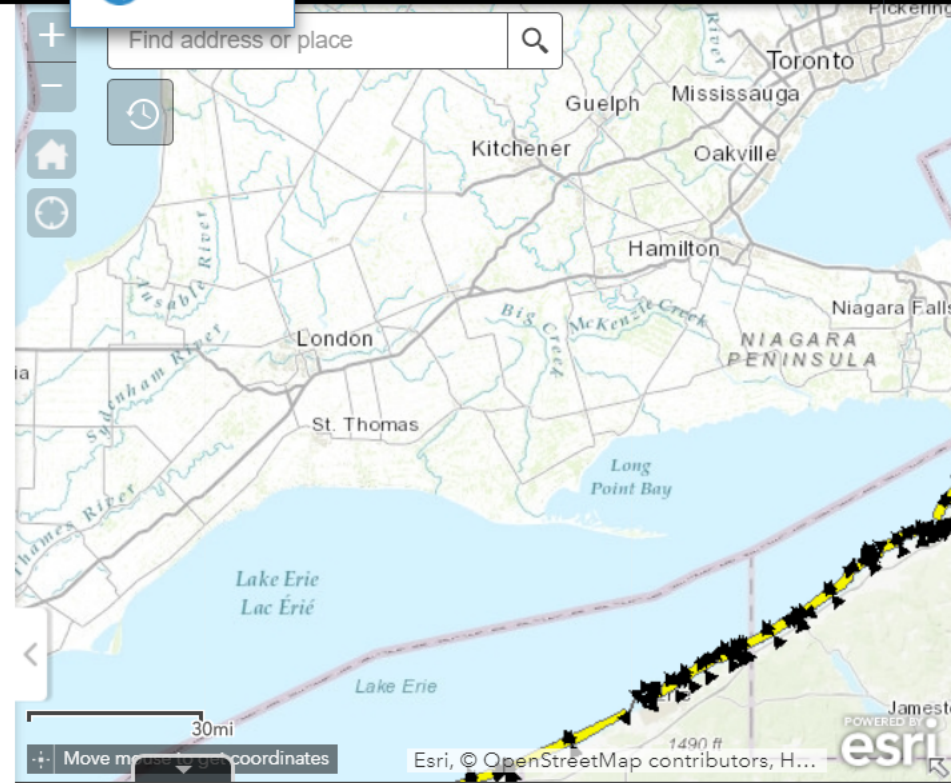 Pickering
Find address or place
River
Toronto
Mississauga
Guelph
Kitchener
Oakville
Ausable River
Hamilton
Big Creek
McKenzie Creek
Niagara Falls
London
NIAGARA
PENINSULA
Sydenham River
ia
St. Thomas
Long
Point Bay
Thames River
Lake Erie
Lac Érié
Lake Erie
Jamest
30mi
1490 ft
POWERED BY
esri
Move mouse to get coordinates
Esri, © OpenStreetMap contributors, H...